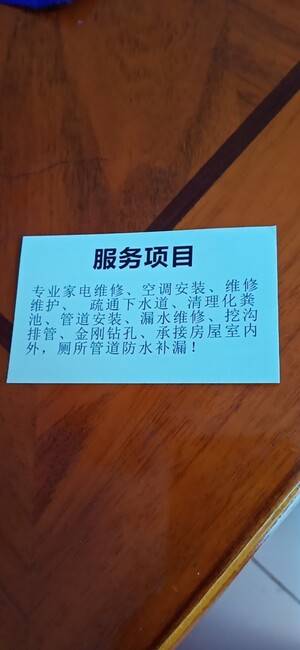 服务项目
专业家电维修、空调安装、维修
维护、 疏通下水道、清理化粪
池、管道安装、漏水维修、挖沟
排管、金刚钻孔、承接房屋室内
外，厕所管道防水补漏！